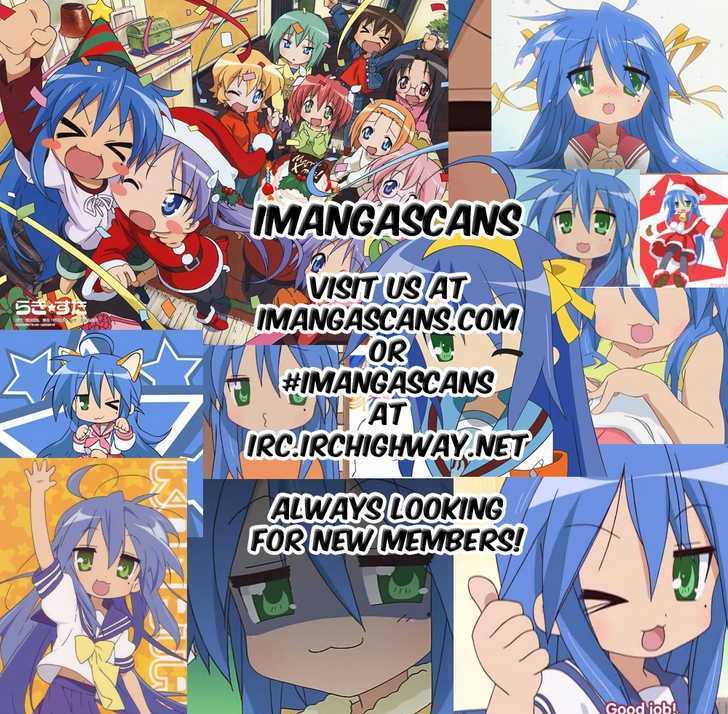 IMANGASCANS
VISIT US AT
IMANGASCANS.COM
OR
#IMANGASCANS
AT
IRC.IRCHIGHWAY.NET
ALWAYS LOOKING
FOR NEW MEMBERS!
らき☆すた
Good job!